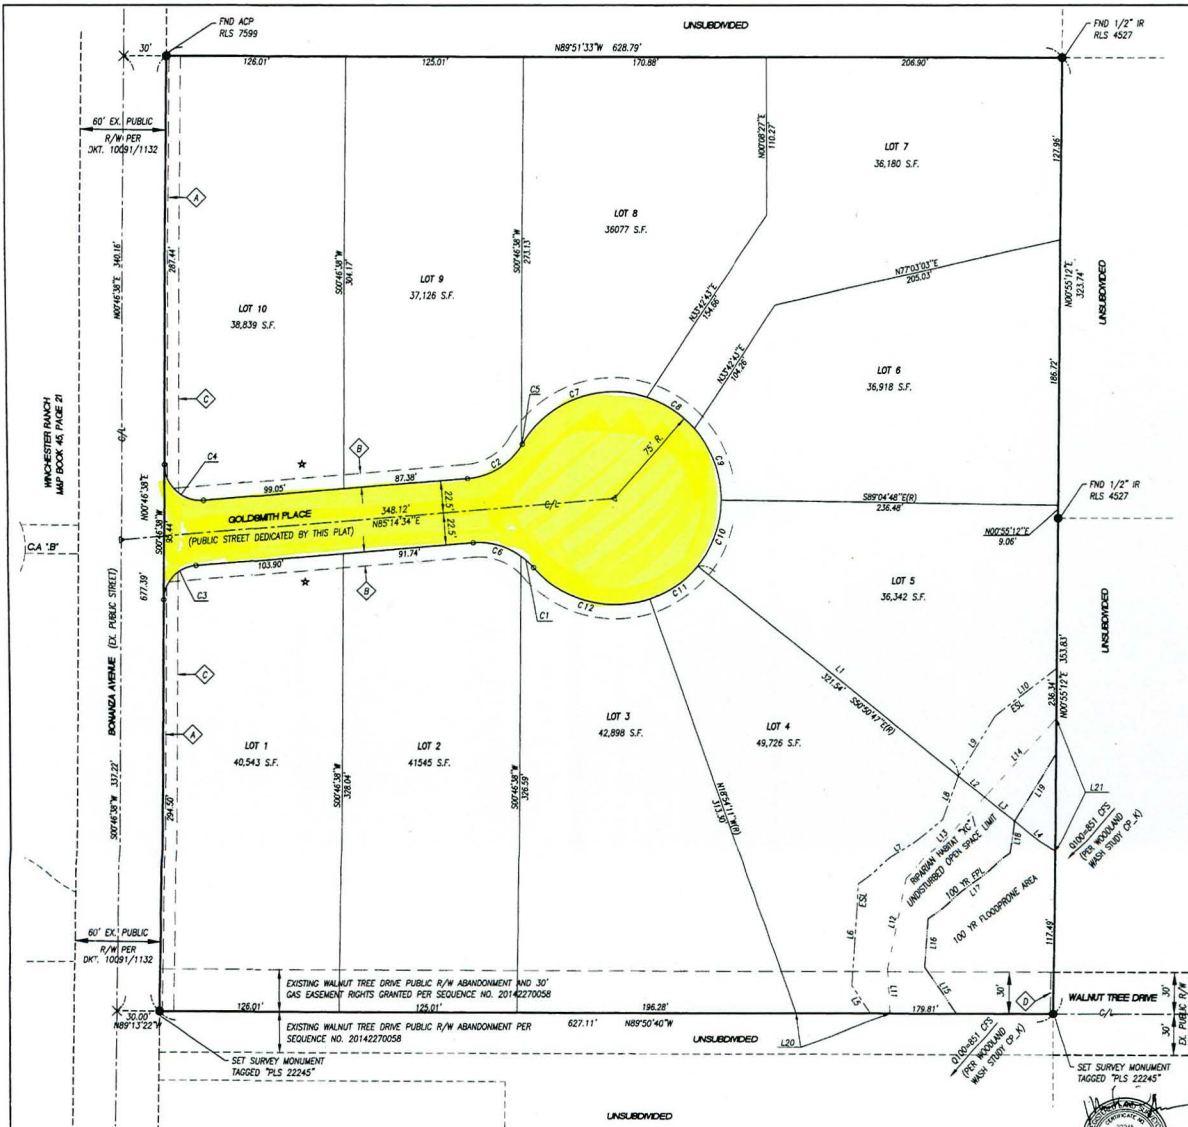 UNSUBDIVIDED
FND ACP
RLS 7599
FND 1/2" IR
RLS 4527
30'
N89°51'33"W 628.79'
126.01'
125.01'
170.88'
206.90'
60' EX. PUBLIC
R/W PER
DKT. 10091/1132
A
287.44'
N00°46'38"E 340.16'
S00°46'38"W
304.17'
S00°46'38"W
273.13'
LOT 8
36077 S.F.
N00°08'27"E
110.27'
LOT 7
36,180 S.F.
127.96'
N77°03'03"E
205.03'
N00°55'12"E
323.74'
UNSUBDIVIDED
LOT 9
37,126 S.F.
LOT 10
38,839 S.F.
N33°42'43"E
154.66'
N33°42'43"E
104.26'
186.72'
LOT 6
36,918 S.F.
WINCHESTER RANCH
MAP BOOK 45, PAGE 21
C/L
C
C4
B
C5
C2
C7
C8
C9
75' R.
99.05'
87.38'
GOLDSMITH PLACE
348.12'
N85°14'34"E
(PUBLIC STREET DEDICATED BY THIS PLAT)
22.5'
22.5'
C/L
S89°04'48"E(R)
236.48'
FND 1/2" IR
RLS 4527
N00°55'12"E
9.06'
N00°46'38"E
S00°46'38"W
95.44'
677.39'
C.A "B"
103.90'
91.74'
C3
B
C6
C1
C12
C11
C10
LOT 5
36,342 S.F.
UNSUBDIVIDED
BONANZA AVENUE (EX. PUBLIC STREET)
C
A
L1
321.54'
S50°50'47"E(R)
N00°55'12"E 353.83'
236.34'
L10
ESL
L9
L14
LOT 1
40,543 S.F.
LOT 2
41545 S.F.
LOT 3
42,898 S.F.
LOT 4
49,726 S.F.
S00°46'38"W 337.22'
294.50'
S00°46'38"W
328.04'
S00°46'38"W
326.59'
N18°54'11"W(R)
313.30'
L2
L3
L4
L8
L19
L21
L13
L7
L18
RIPARIAN HABITAT "XC"/
UNDISTURBED OPEN SPACE LIMIT
Q100=851 CFS
(PER WOODLAND
WASH STUDY CP_K)
ESL
100 YR FPL
L17
L12
100 YR FLOODPRONE AREA
L6
L16
117.49'
60' EX. PUBLIC
R/W PER
DKT. 10091/1132
EXISTING WALNUT TREE DRIVE PUBLIC R/W ABANDONMENT AND 30'
GAS EASEMENT RIGHTS GRANTED PER SEQUENCE NO. 20142270058
L5
L11
L15
30'
D
WALNUT TREE DRIVE
C/L
30'
30'
EX. PUBLIC R/W
30.00'
N89°13'22"W
126.01'
125.01'
196.28'
179.81'
627.11' N89°50'40"W
EXISTING WALNUT TREE DRIVE PUBLIC R/W ABANDONMENT PER
SEQUENCE NO. 20142270058
UNSUBDIVIDED
L20
Q100=851 CFS
(PER WOODLAND
WASH STUDY CP_K)
SET SURVEY MONUMENT
TAGGED "PLS 22245"
SET SURVEY MONUMENT
TAGGED "PLS 22245"
UNSUBDIVIDED
CERTIFICATE NO.
22245